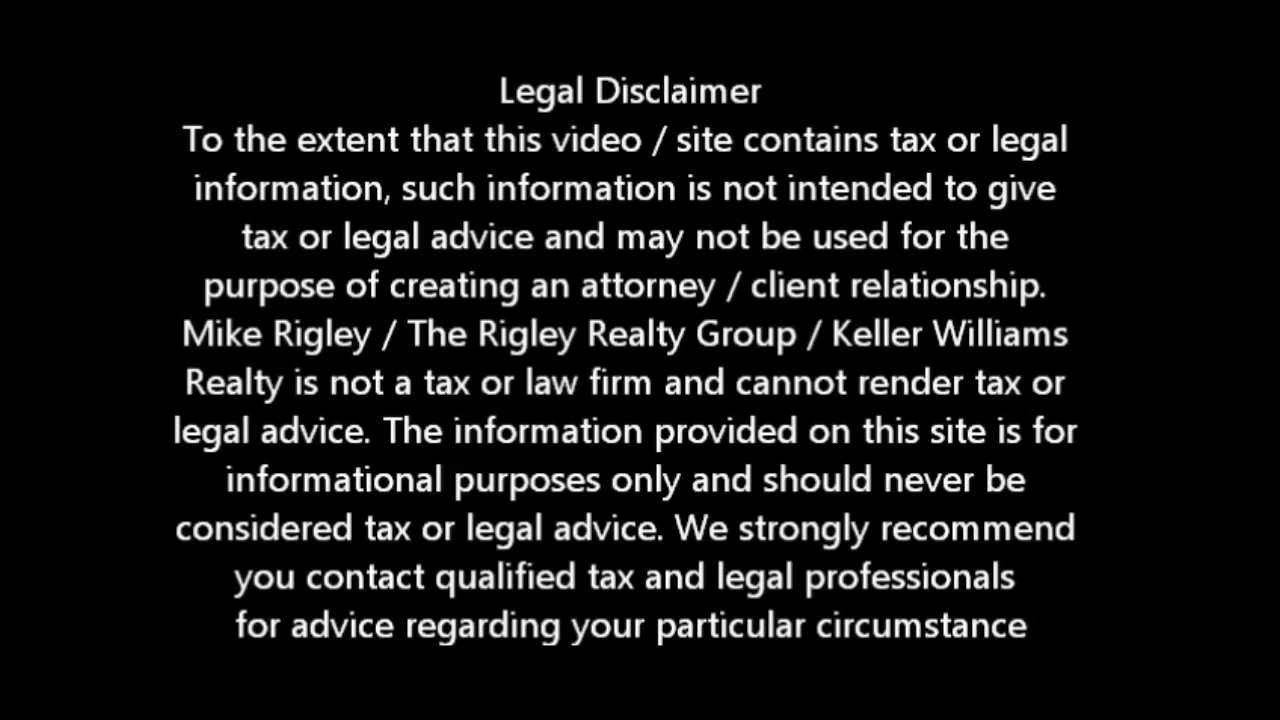 Legal Disclaimer
To the extent that this video / site contains tax or legal
information, such information is not intended to give
tax or legal advice and may not be used for the
purpose of creating an attorney / client relationship.
Mike Rigley / The Rigley Realty Group / Keller Williams
Realty is not a tax or law firm and cannot render tax or
legal advice. The information provided on this site is for
informational purposes only and should never be
considered tax or legal advice. We strongly recommend
you contact qualified tax and legal professionals
for advice regarding your particular circumstance